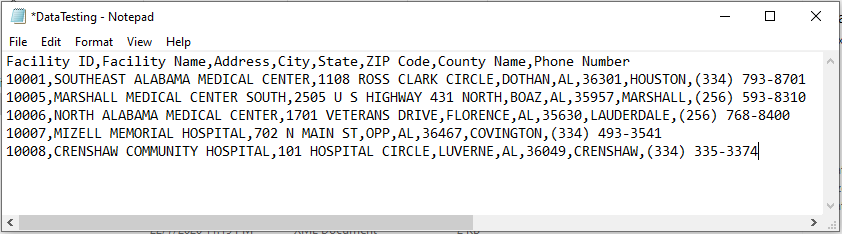 *DataTesting - Notepad
File Edit Format View Help
Facility ID,Facility Name,Address,City,State,ZIP Code,County Name,Phone Number
10001,SOUTHEAST ALABAMA MEDICAL CENTER,1108 ROSS CLARK CIRCLE,DOTHAN,AL,36301,HOUSTON,(334) 793-8701
10005,MARSHALL MEDICAL CENTER SOUTH,2505 U S HIGHWAY 431 NORTH,BOAZ,AL,35957,MARSHALL,(256) 593-8310
10006,NORTH ALABAMA MEDICAL CENTER,1701 VETERANS DRIVE,FLORENCE,AL,35630,LAUDERDALE,(256) 768-8400
10007,MIZELL MEMORIAL HOSPITAL,702 N MAIN ST,OPP,AL,36467,COVINGTON,(334) 493-3541
10008,CRENSHAW COMMUNITY HOSPITAL,101 HOSPITAL CIRCLE,LUVERNE,AL,36049,CRENSHAW,(334) 335-3374